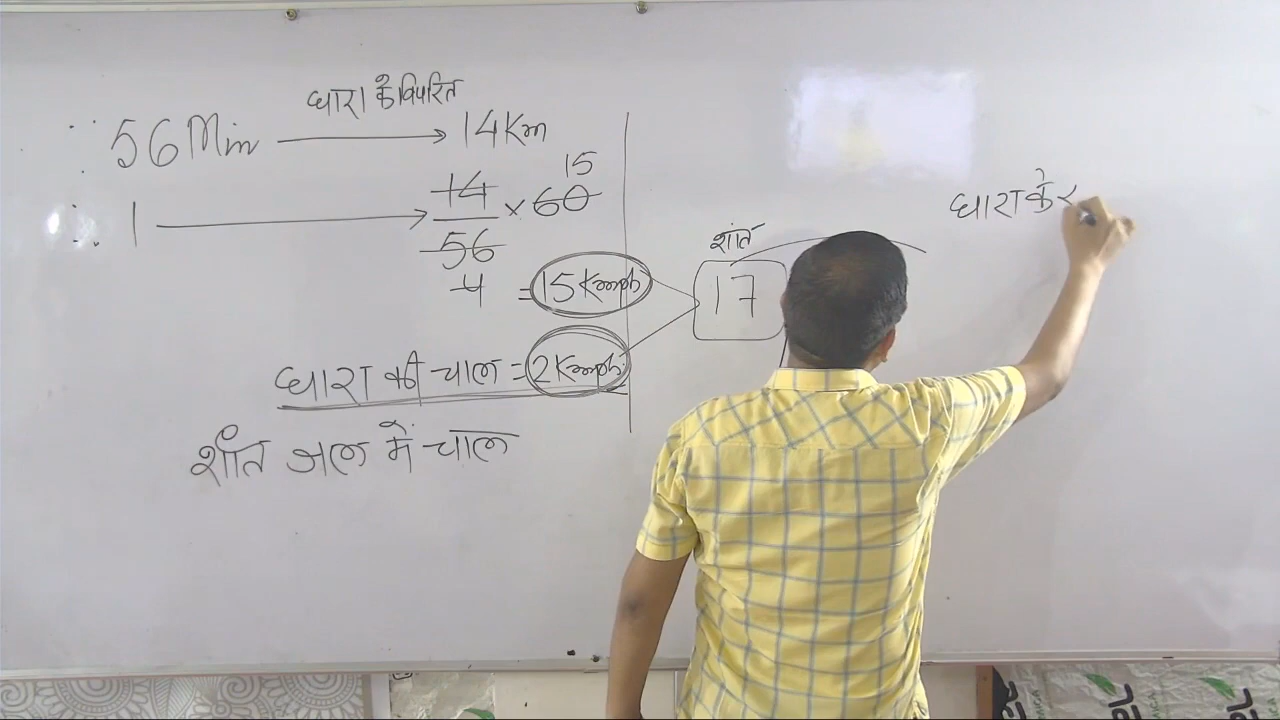 धारा के विपरित
56 Min → 14 Km
1 → 14/56 × 60
15
4
= 15 Kmph
शांत
17
धारा की चाल = 2 Kmph
शांत जल में चाल
धारा के